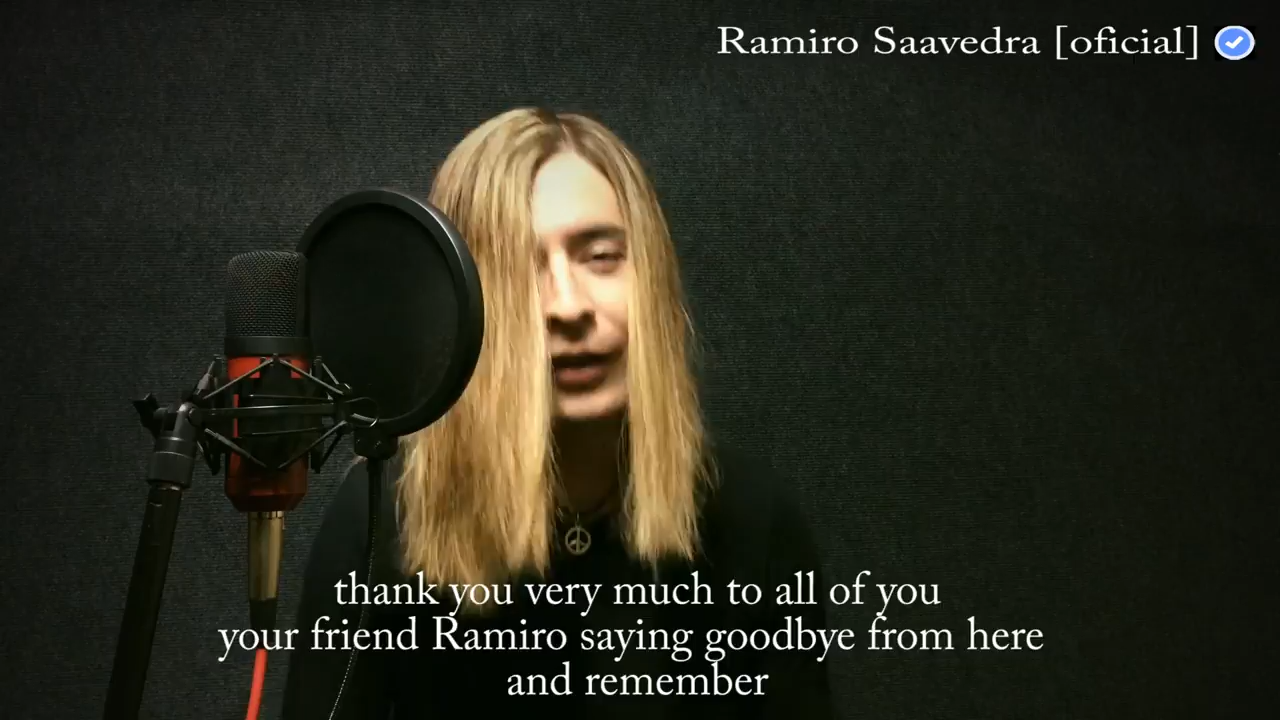 Ramiro Saavedra [oficial]
thank you very much to all of you
your friend Ramiro saying goodbye from here
and remember